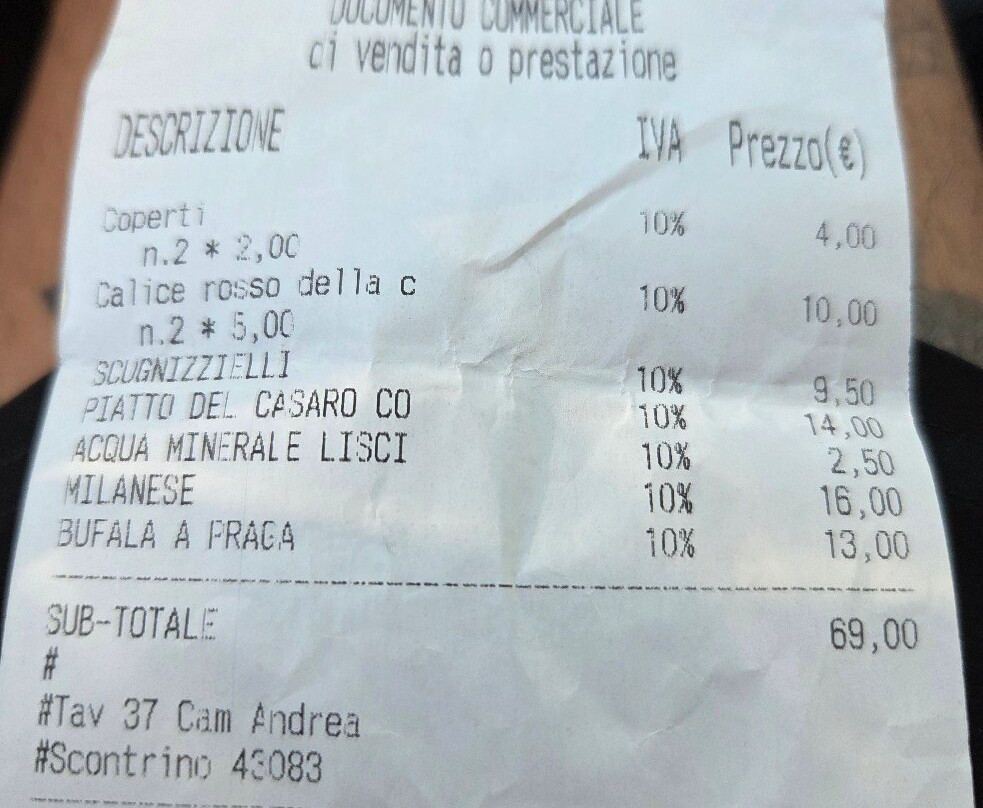 DOCUMENTO COMMERCIALE
di vendita o prestazione
DESCRIZIONE IVA Prezzo(€)
Coperti 10% 4,00
n.2 * 2,00
Calice rosso della c 10% 10,00
n.2 * 5,00
SCUGNIZZIELLI 10% 9,50
PIATTO DEL CASARO CO 10% 14,00
ACQUA MINERALE LISCI 10% 2,50
MILANESE 10% 16,00
BUFALA A PRAGA 10% 13,00
SUB-TOTALE 69,00
#
#Tav 37 Cam Andrea
#Scontrino 43083